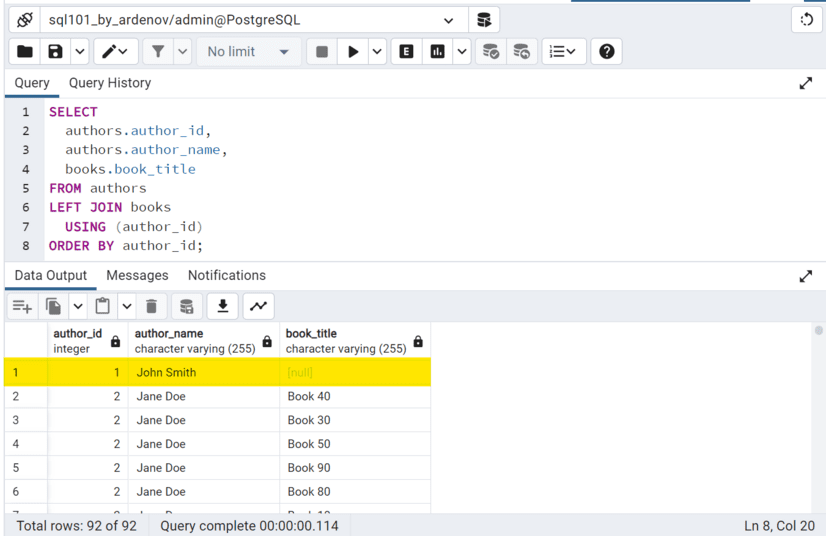 sql101_by_ardenov/admin@PostgreSQL
No limit
E
Query Query History
1 SELECT
2 authors.author_id,
3 authors.author_name,
4 books.book_title
5 FROM authors
6 LEFT JOIN books
7 USING (author_id)
8 ORDER BY author_id;
Data Output Messages Notifications
author_id author_name book_title
integer character varying (255) character varying (255)
1 1 John Smith [null]
2 2 Jane Doe Book 40
3 2 Jane Doe Book 30
4 2 Jane Doe Book 50
5 2 Jane Doe Book 90
6 2 Jane Doe Book 80
Total rows: 92 of 92 Query complete 00:00:00.114 Ln 8, Col 20